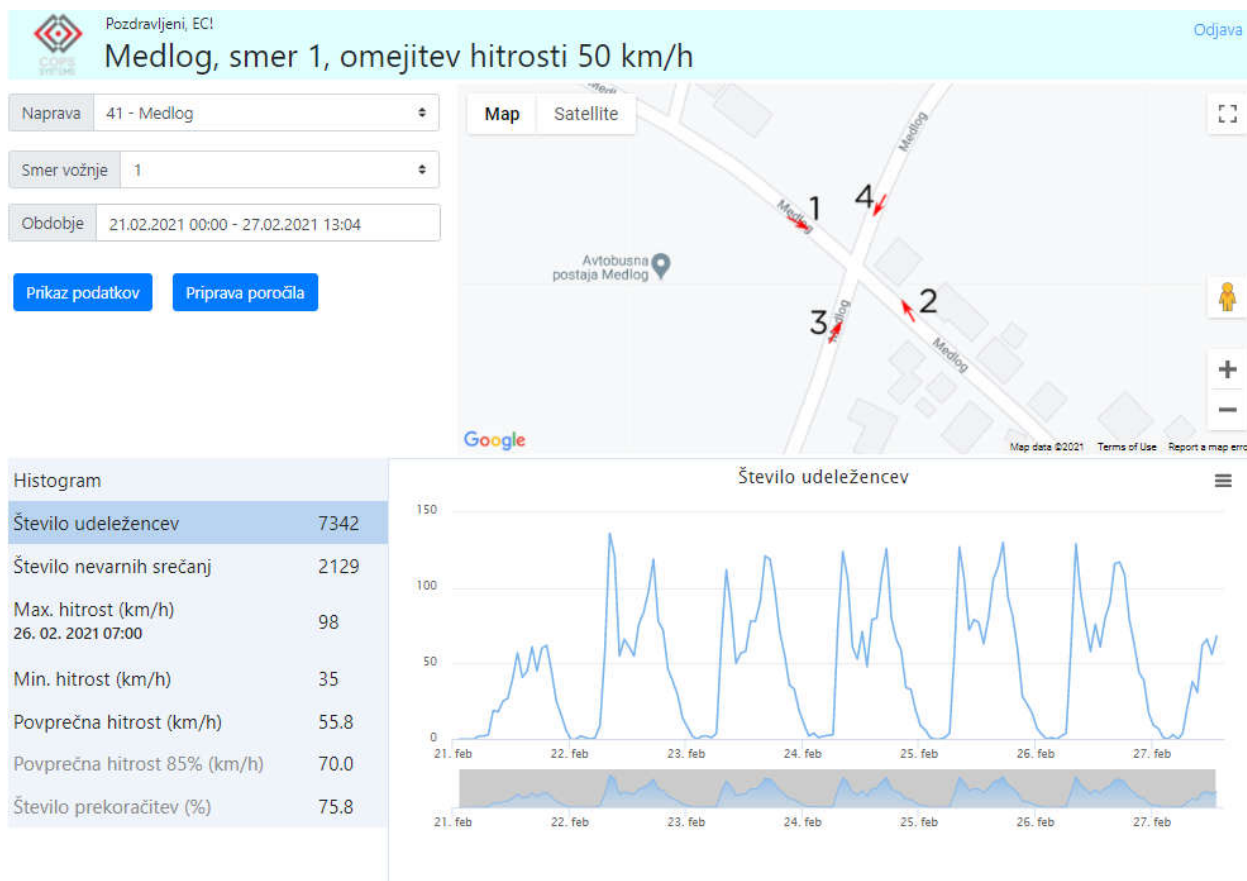 COPS
SYSTEMS
Pozdravljeni, EC!
Medlog, smer 1, omejitev hitrosti 50 km/h
Odjava
Naprava 41 - Medlog
Smer vožnje 1
Obdobje 21.02.2021 00:00 - 27.02.2021 13:04
Prikaz podatkov Priprava poročila
Map Satellite
Medlog
4
1
Medlog
Avtobusna
postaja Medlog
2
3
Medlog
Medlog
Google
Map data ©2021 Terms of Use Report a map erro
Histogram
Število udeležencev 7342
Število nevarnih srečanj 2129
Max. hitrost (km/h) 98
26. 02. 2021 07:00
Min. hitrost (km/h) 35
Povprečna hitrost (km/h) 55.8
Povprečna hitrost 85% (km/h) 70.0
Število prekoračitev (%) 75.8
Število udeležencev
150
100
50
0
21. feb 22. feb 23. feb 24. feb 25. feb 26. feb 27. feb
21. feb 22. feb 23. feb 24. feb 25. feb 26. feb 27. feb